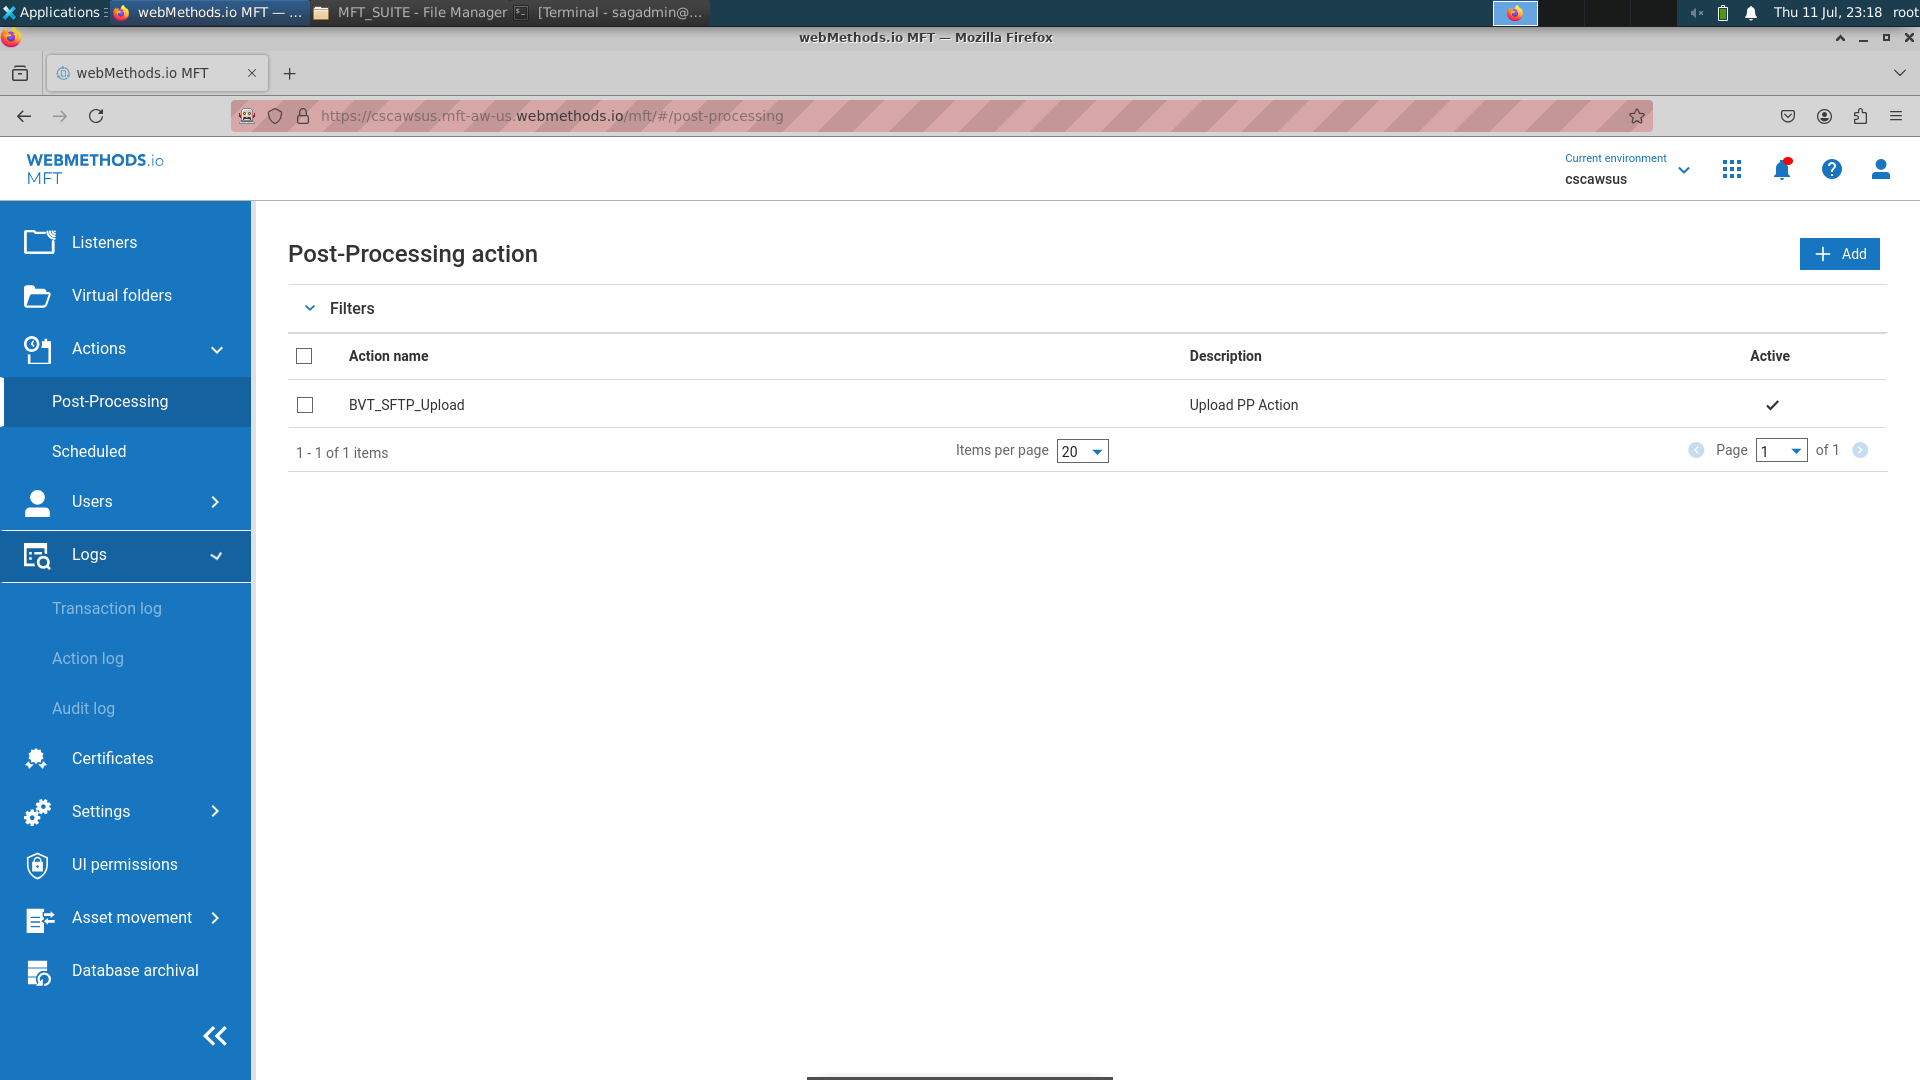 Applications
webMethods.io MFT — ...
MFT_SUITE - File Manager
[Terminal - sagadmin@...
Thu 11 Jul, 23:18
root
webMethods.io MFT — Mozilla Firefox
webMethods.io MFT
https://cscawsus.mft-aw-us.webmethods.io/mft/#/post-processing
WEBMETHODS.io
MFT
Current environment
cscawsus
Listeners
Virtual folders
Actions
Post-Processing
Scheduled
Users
Logs
Transaction log
Action log
Audit log
Certificates
Settings
UI permissions
Asset movement
Database archival
Post-Processing action
Add
Filters
Action name Description Active
BVT_SFTP_Upload Upload PP Action
1 - 1 of 1 items
Items per page 20
Page 1 of 1